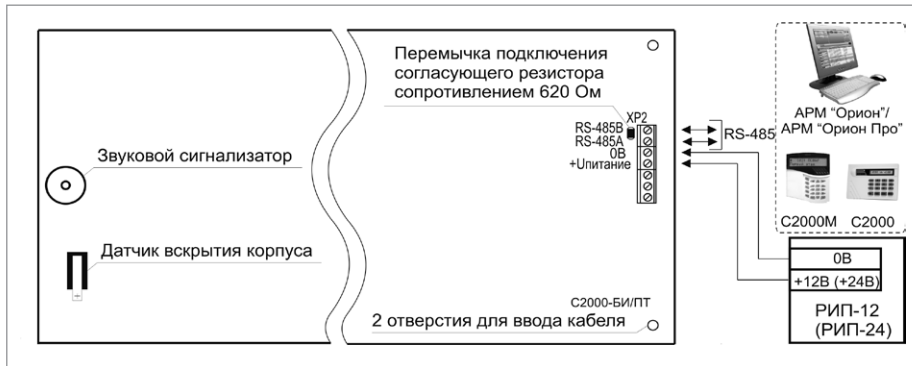 Перемычка подключения
согласующего резистора
сопротивлением 620 Ом
XP2
RS-485B
RS-485A
0В
+Uпитание
RS-485
АРМ "Орион"/
АРМ "Орион Про"
Звуковой сигнализатор
Датчик вскрытия корпуса
С2000М С2000
0В
+12В (+24В)
РИП-12
(РИП-24)
С2000-БИ/ПТ
2 отверстия для ввода кабеля